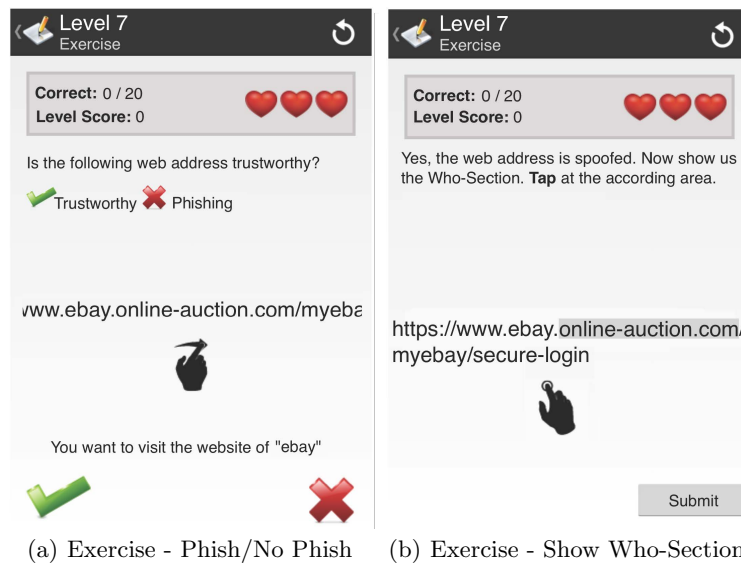 Level 7
Exercise
Correct: 0 / 20
Level Score: 0
Is the following web address trustworthy?
Trustworthy Phishing
www.ebay.online-auction.com/myeba
You want to visit the website of "ebay"
(a) Exercise - Phish/No Phish
Level 7
Exercise
Correct: 0 / 20
Level Score: 0
Yes, the web address is spoofed. Now show us
the Who-Section. Tap at the according area.
https://www.ebay.online-auction.com/
myebay/secure-login
Submit
(b) Exercise - Show Who-Section